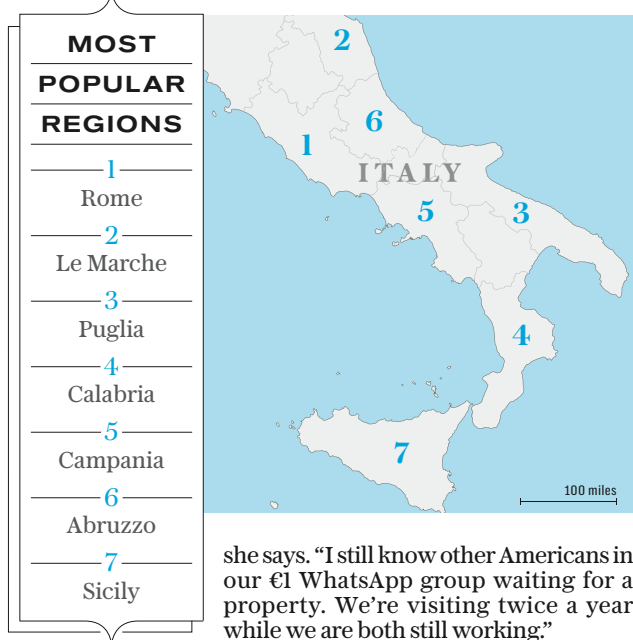 MOST
POPULAR
REGIONS
1
Rome
2
Le Marche
3
Puglia
4
Calabria
5
Campania
6
Abruzzo
7
Sicily
2
6
1
ITALY
5
3
4
7
100 miles
she says. “I still know other Americans in
our €1 WhatsApp group waiting for a
property. We’re visiting twice a year
while we are both still working.”